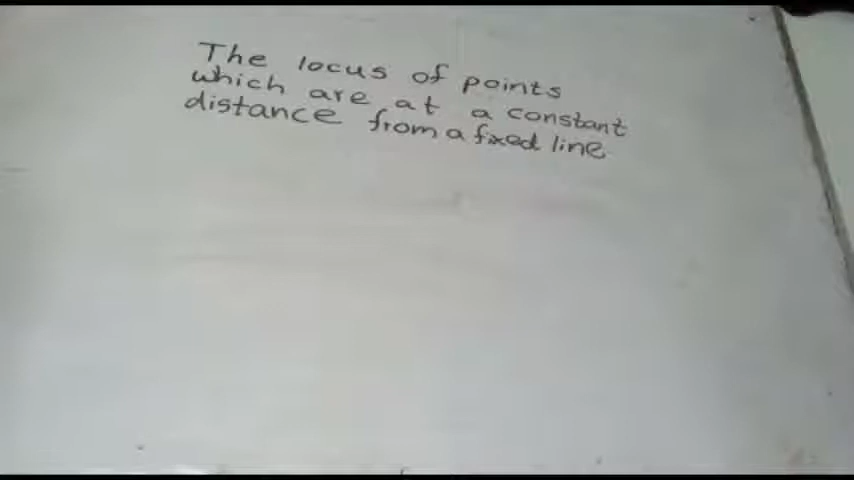 The locus of points
which are at a constant
distance from a fixed line